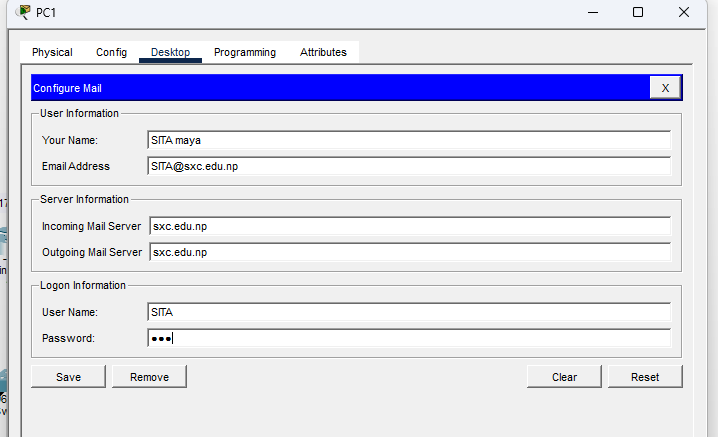 PC1
Physical Config Desktop Programming Attributes
Configure Mail X
User Information
Your Name: SITA maya
Email Address SITA@sxc.edu.np
Server Information
Incoming Mail Server sxc.edu.np
Outgoing Mail Server sxc.edu.np
Logon Information
User Name: SITA
Password: •••
Save Remove Clear Reset